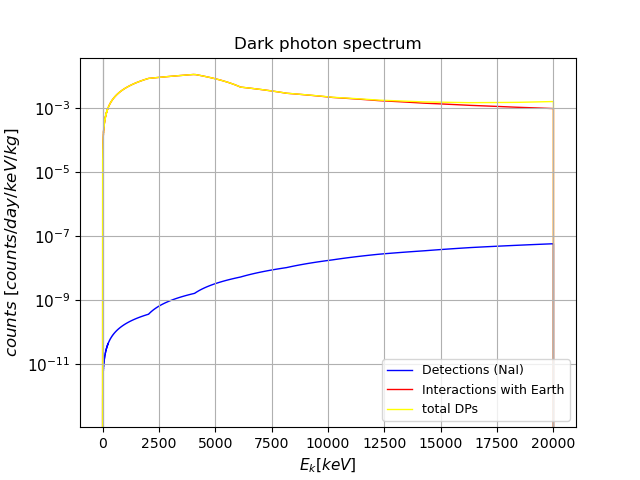 Dark photon spectrum
counts [counts/day/keV/kg]
10⁻³
10⁻⁵
10⁻⁷
10⁻⁹
10⁻¹¹
Detections (NaI)
Interactions with Earth
total DPs
0 2500 5000 7500 10000 12500 15000 17500 20000
Eₖ[keV]